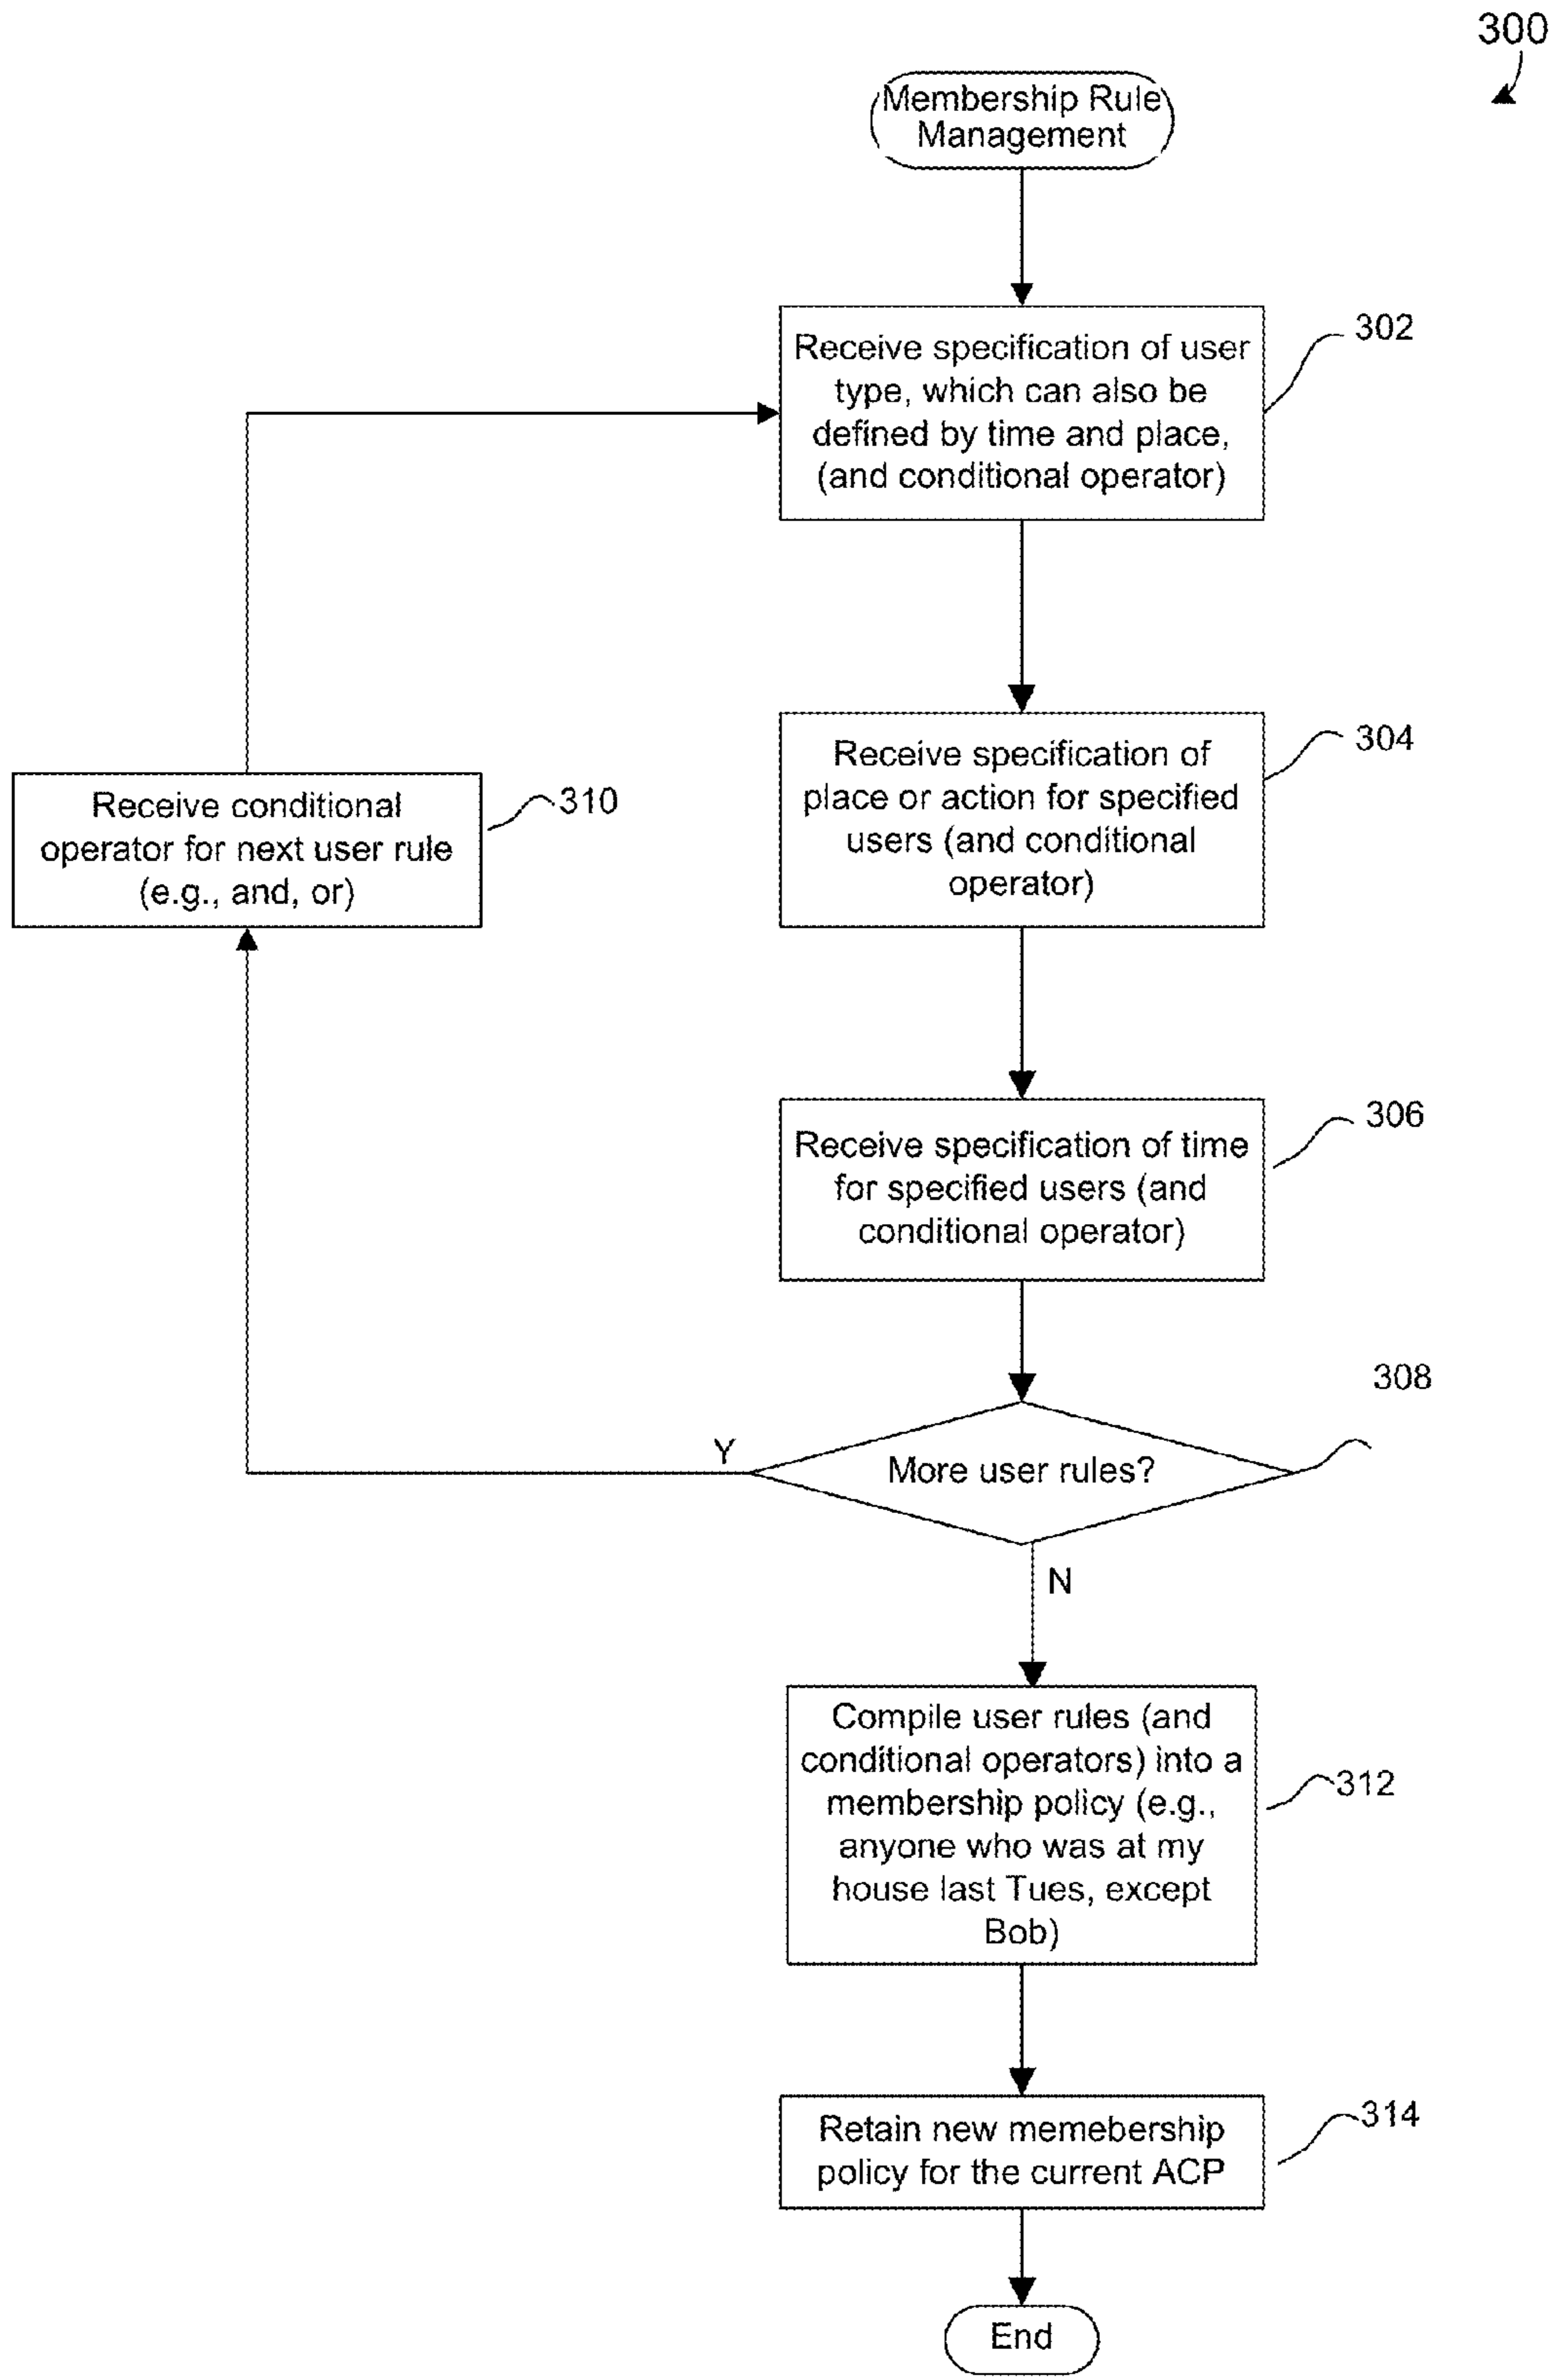 300
Membership Rule
Management
Receive specification of user
type, which can also be
defined by time and place,
(and conditional operator)
302
Receive specification of
place or action for specified
users (and conditional
operator)
304
Receive conditional
operator for next user rule
(e.g., and, or)
310
Receive specification of time
for specified users (and
conditional operator)
306
308
More user rules?
Y
N
Compile user rules (and
conditional operators) into a
membership policy (e.g.,
anyone who was at my
house last Tues, except
Bob)
312
Retain new memebership
policy for the current ACP
314
End